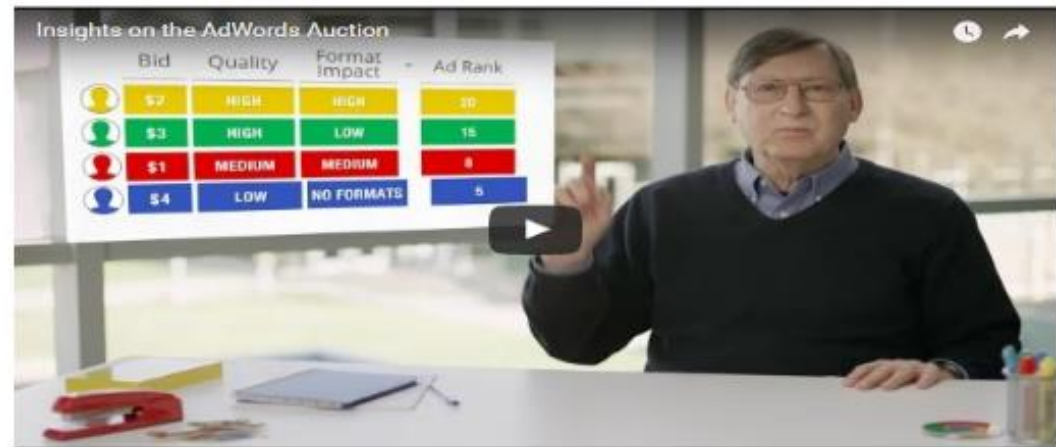 Insights on the AdWords Auction
Bid Quality Format Impact - Ad Rank
$2 HIGH HIGH 20
$3 HIGH LOW 15
$1 MEDIUM MEDIUM 8
$4 LOW NO FORMATS 5